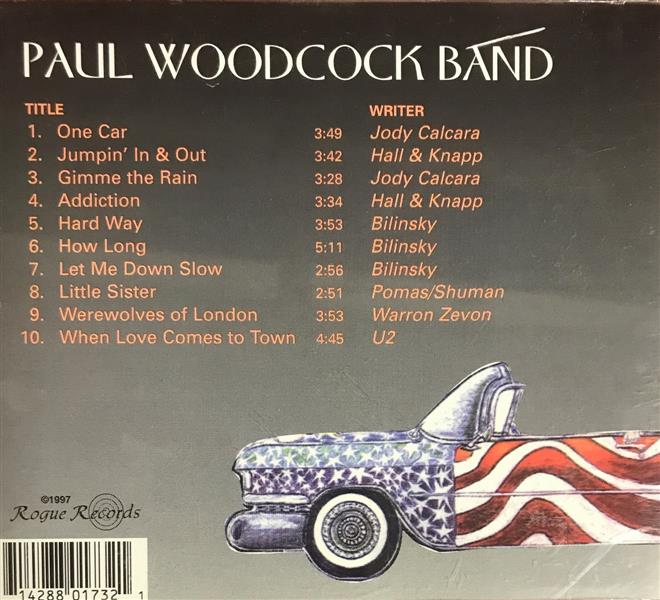 PAUL WOODCOCK BAND
TITLE WRITER
1. One Car 3:49 Jody Calcara
2. Jumpin' In & Out 3:42 Hall & Knapp
3. Gimme the Rain 3:28 Jody Calcara
4. Addiction 3:34 Hall & Knapp
5. Hard Way 3:53 Bilinsky
6. How Long 5:11 Bilinsky
7. Let Me Down Slow 2:56 Bilinsky
8. Little Sister 2:51 Pomas/Shuman
9. Werewolves of London 3:53 Warron Zevon
10. When Love Comes to Town 4:45 U2
©1997
Rogue Records
14288 01732 1